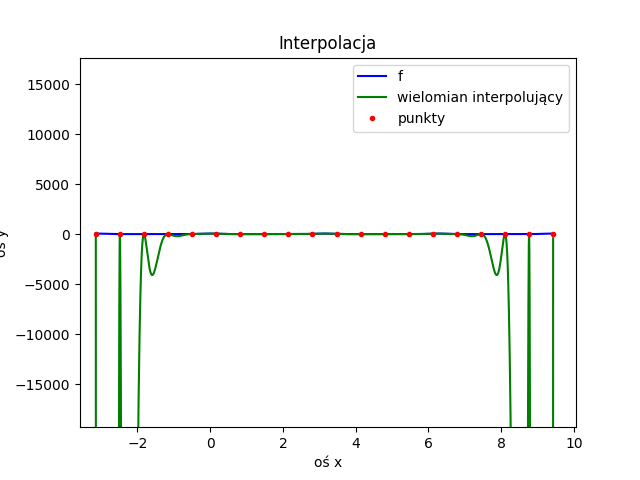 Interpolacja
15000
10000
5000
0
−5000
−10000
−15000
oś y
f
wielomian interpolujący
punkty
−2
0
2
4
6
8
10
oś x